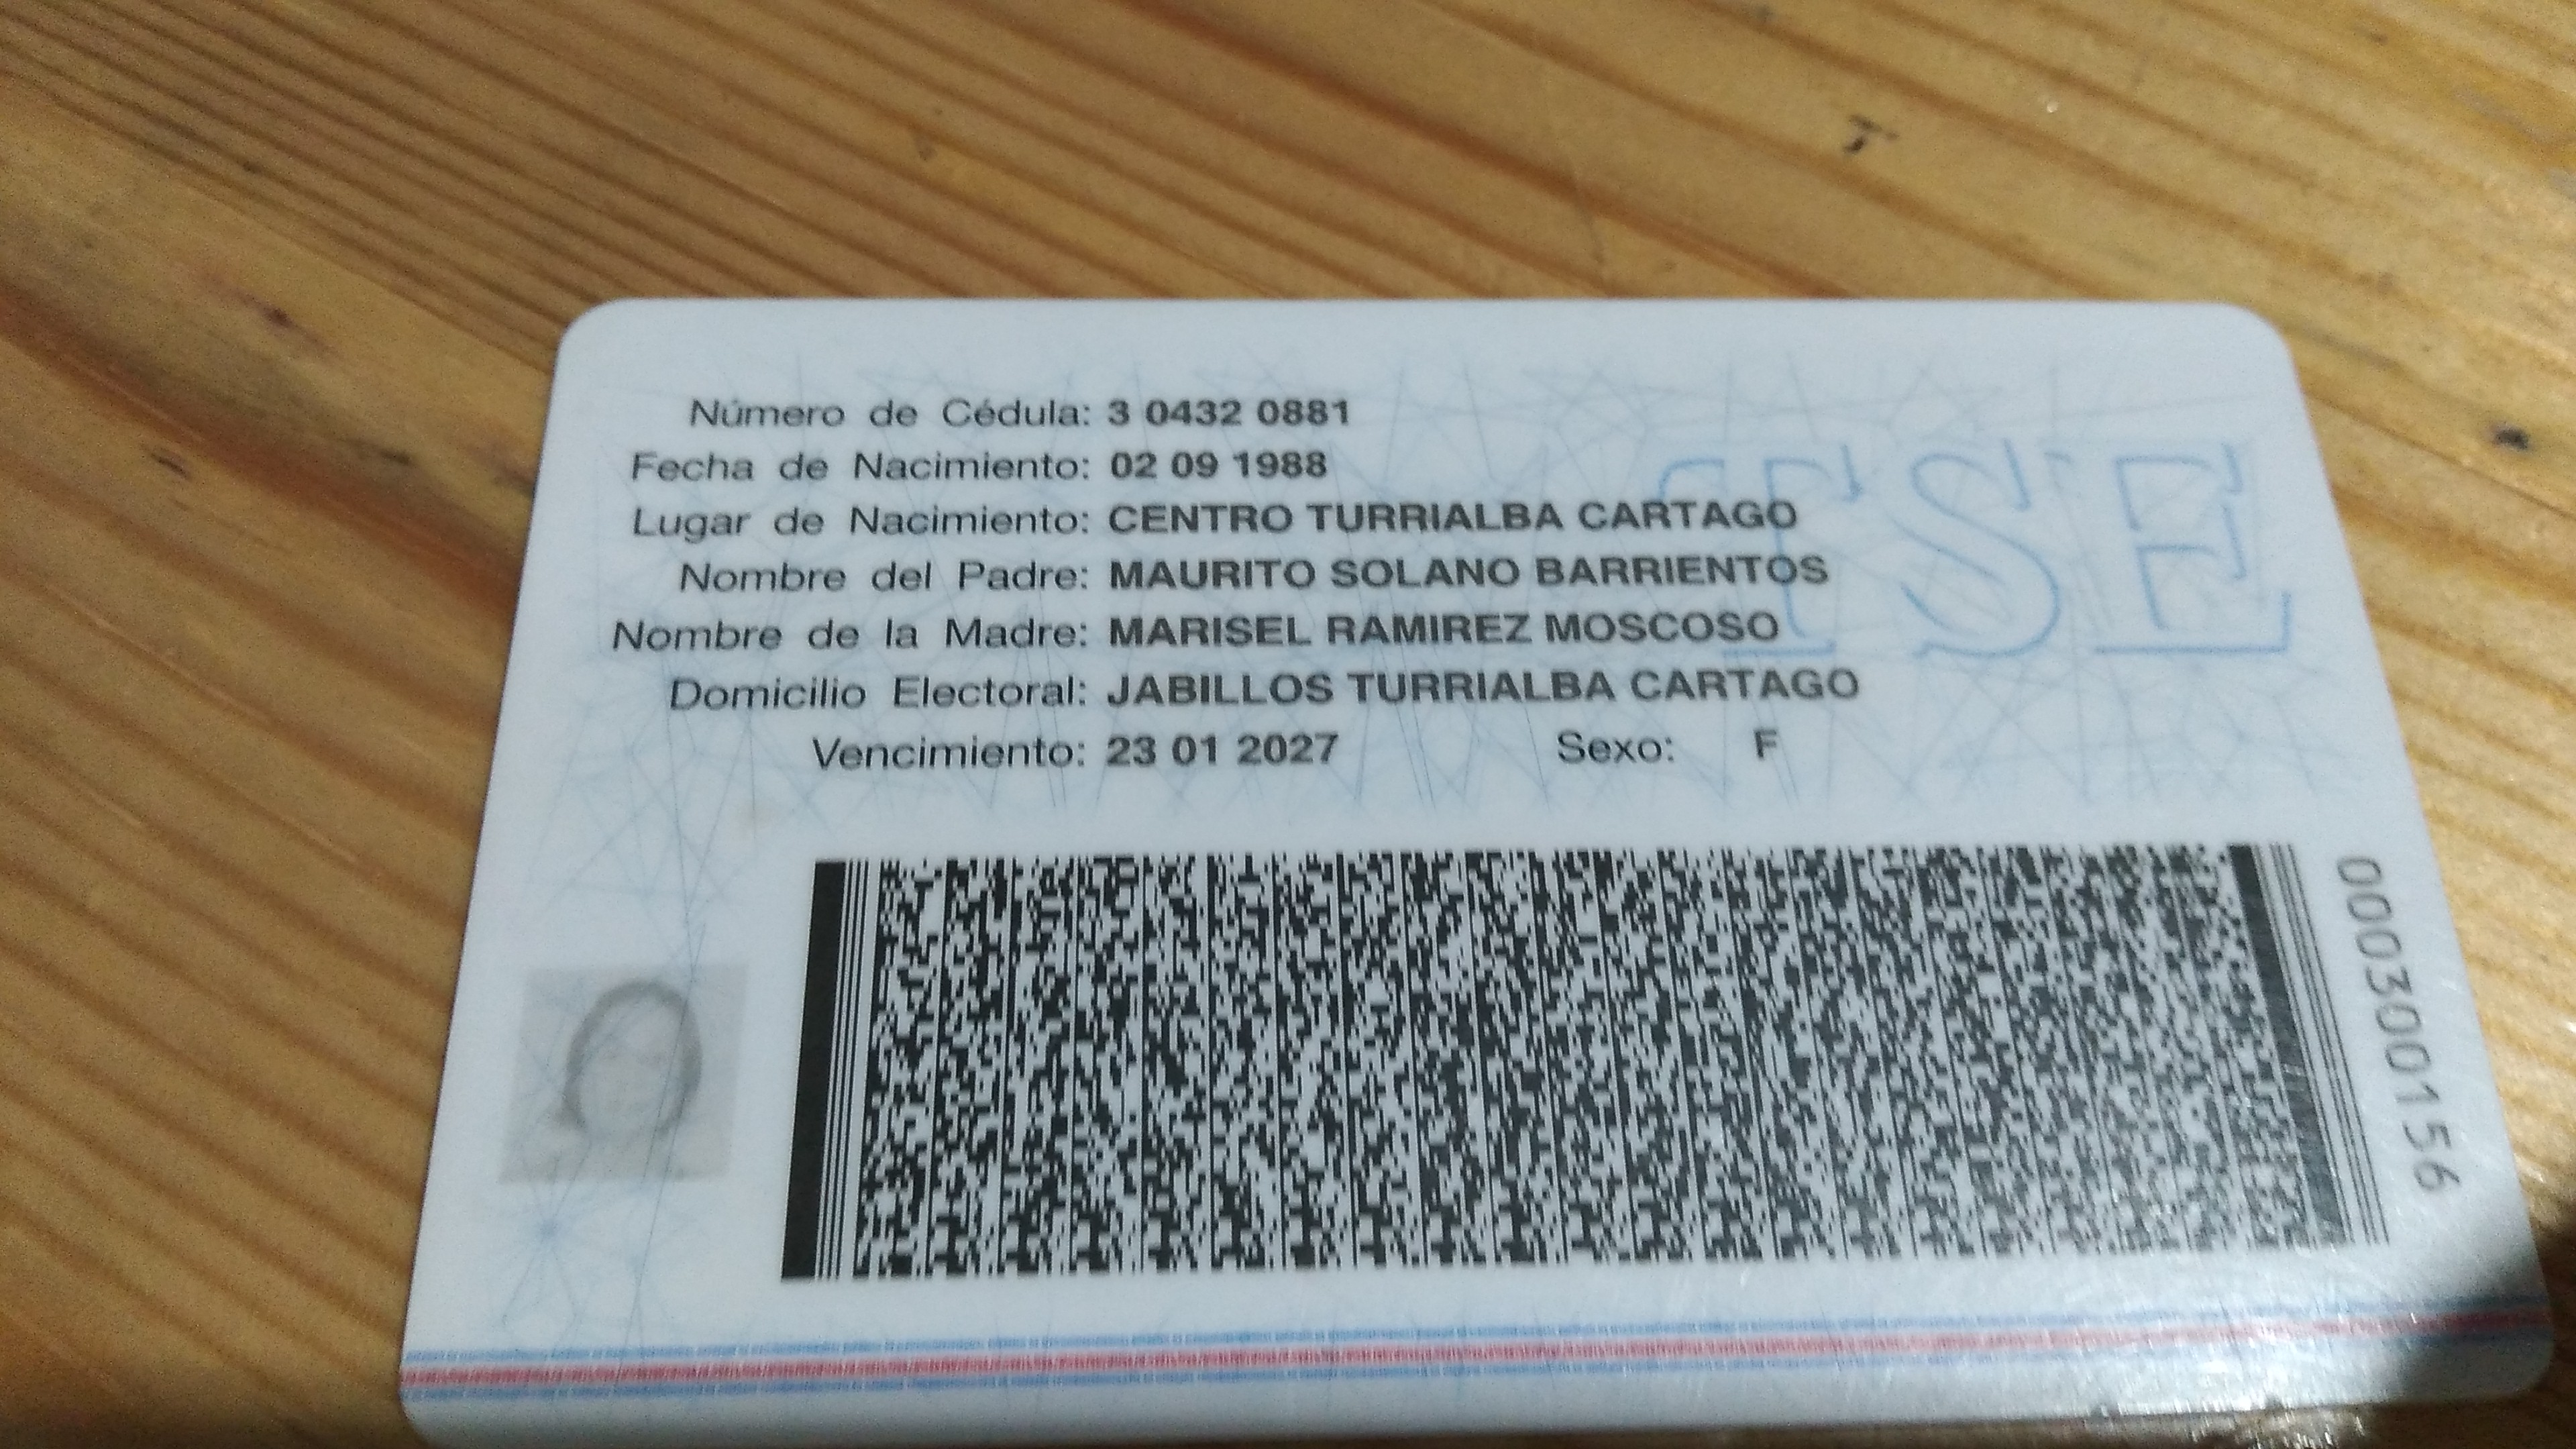 Número de Cédula: 3 0432 0881
Fecha de Nacimiento: 02 09 1988
Lugar de Nacimiento: CENTRO TURRIALBA CARTAGO
Nombre del Padre: MAURITO SOLANO BARRIENTOS
Nombre de la Madre: MARISEL RAMIREZ MOSCOSO
Domicilio Electoral: JABILLOS TURRIALBA CARTAGO
Vencimiento: 23 01 2027 Sexo: F
TSE
000300156